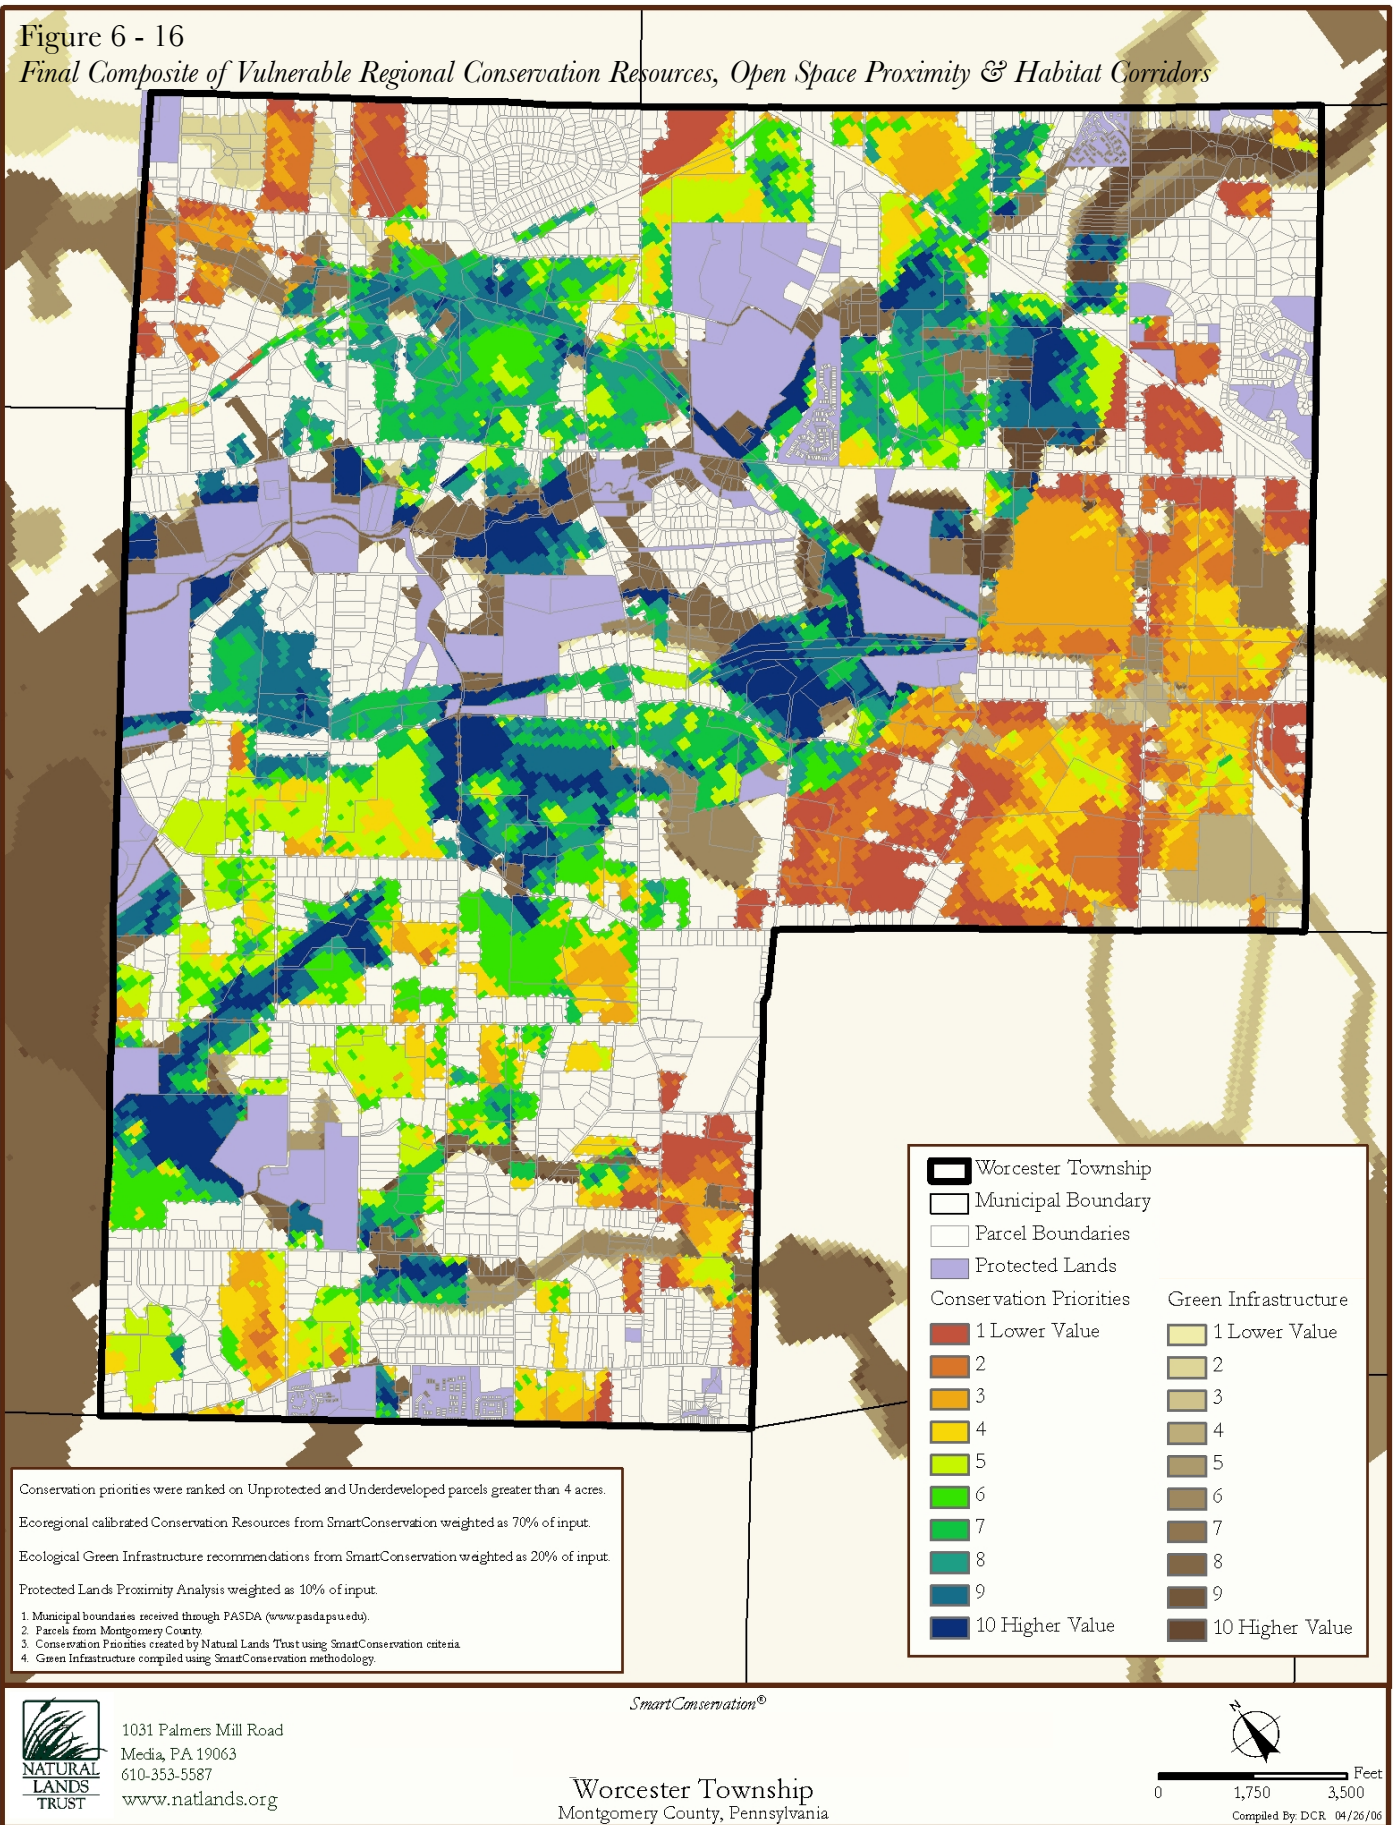 Figure 6 - 16
Final Composite of Vulnerable Regional Conservation Resources, Open Space Proximity & Habitat Corridors
Worcester Township
Municipal Boundary
Parcel Boundaries
Protected Lands
Conservation Priorities
1 Lower Value
2
3
4
5
6
7
8
9
10 Higher Value
Green Infrastructure
1 Lower Value
2
3
4
5
6
7
8
9
10 Higher Value
Conservation priorities were ranked on Unprotected and Underdeveloped parcels greater than 4 acres.
Ecoregional calibrated Conservation Resources from SmartConservation weighted as 70% of input.
Ecological Green Infrastructure recommendations from SmartConservation weighted as 20% of input.
Protected Lands Proximity Analysis weighted as 10% of input.
1. Municipal boundaries received through PASDA (www.pasda.psu.edu).
2. Parcels from Montgomery County.
3. Conservation Priorities created by Natural Lands Trust using SmartConservation criteria
4. Green Infrastructure compiled using SmartConservation methodology.
NATURAL
LANDS
TRUST
1031 Palmers Mill Road
Media, PA 19063
610-353-5587
www.natlands.org
SmartConservation®
Worcester Township
Montgomery County, Pennsylvania
N
Feet
0 1,750 3,500
Compiled By: DCR 04/26/06